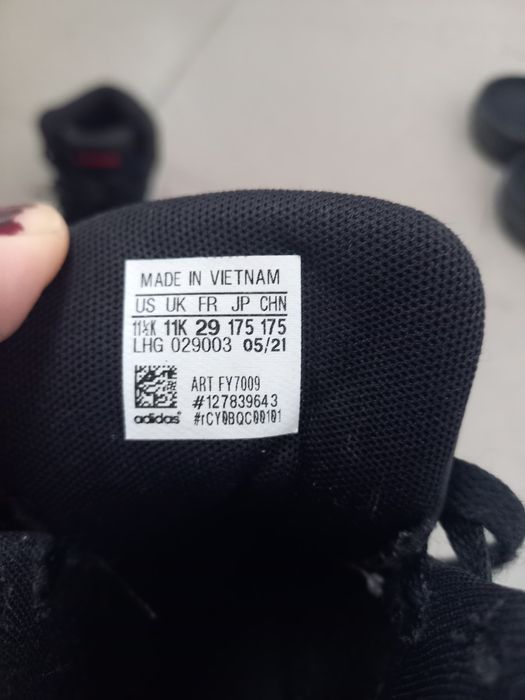 MADE IN VIETNAM
US UK FR JP CHN
11½K 11K 29 175 175
LHG 029003 05/21
ART FY7009
#127839643
adidas #rCY0BQC00101